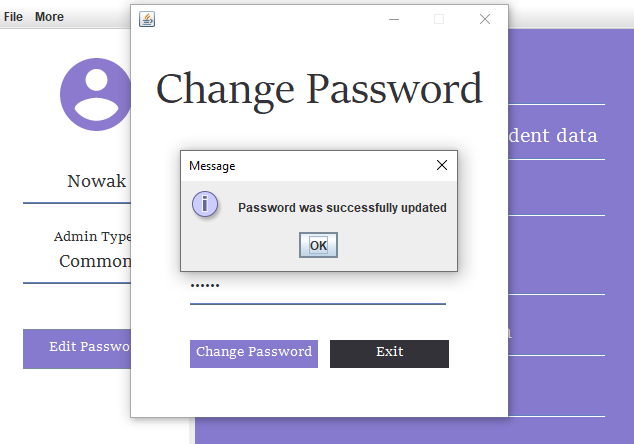 File More
Change Password
Message
Password was successfully updated
OK
Nowak
Admin Type
Common
dent data
••••••
Edit Passwo
Change Password
Exit